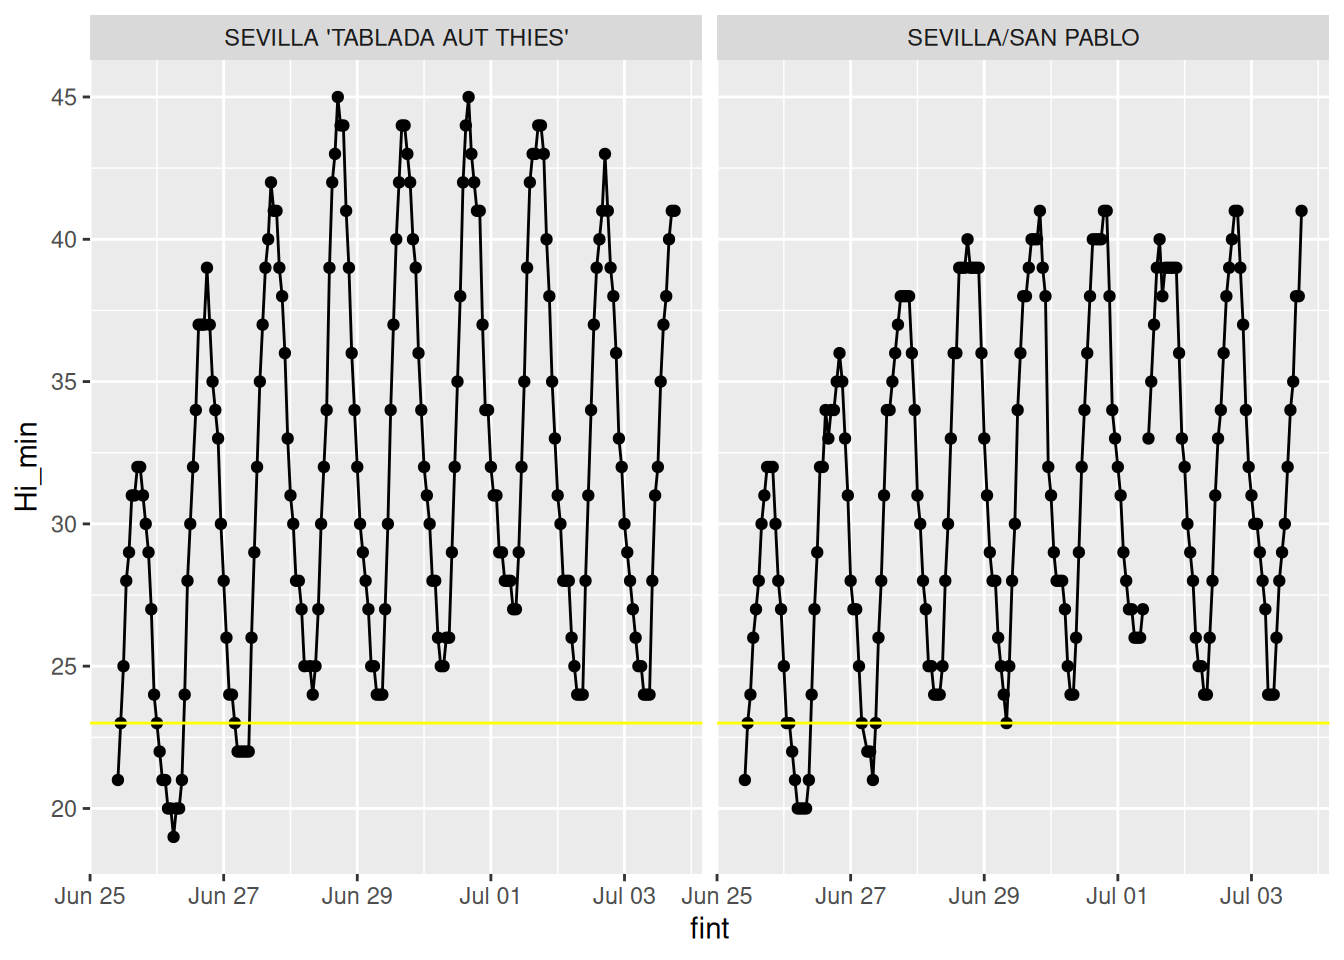 SEVILLA 'TABLADA AUT THIES'
SEVILLA/SAN PABLO
45
40
35
30
25
20
Hi_min
Jun 25
Jun 27
Jun 29
Jul 01
Jul 03
Jun 25
Jun 27
Jun 29
Jul 01
Jul 03
fint